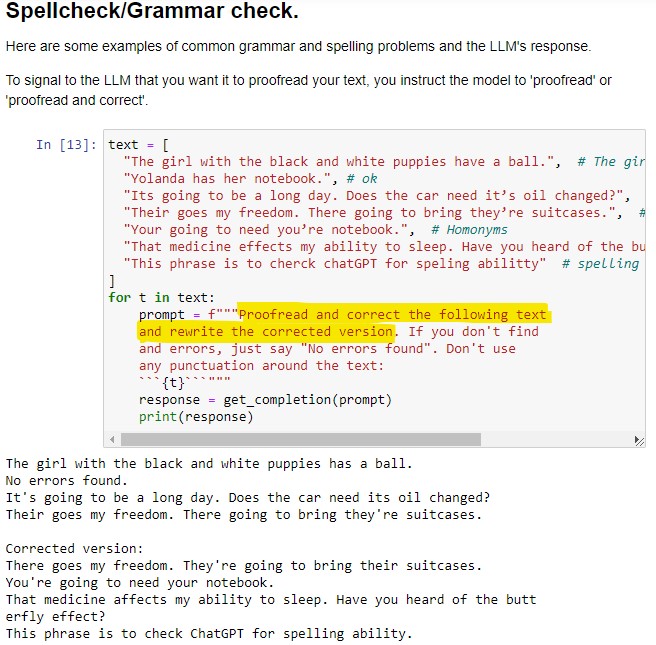 Spellcheck/Grammar check.
Here are some examples of common grammar and spelling problems and the LLM's response.
To signal to the LLM that you want it to proofread your text, you instruct the model to 'proofread' or
'proofread and correct'.
In [13]: text = [
  "The girl with the black and white puppies have a ball.",  # The gir
  "Yolanda has her notebook.", # ok
  "Its going to be a long day. Does the car need it’s oil changed?",
  "Their goes my freedom. There going to bring they’re suitcases.",  #
  "Your going to need you’re notebook.",  # Homonyms
  "That medicine effects my ability to sleep. Have you heard of the bu
  "This phrase is to cherck chatGPT for speling abilitty"  # spelling
]
for t in text:
    prompt = f"""Proofread and correct the following text
    and rewrite the corrected version. If you don't find
    and errors, just say "No errors found". Don't use
    any punctuation around the text:
    ```{t}```"""
    response = get_completion(prompt)
    print(response)
The girl with the black and white puppies has a ball.
No errors found.
It's going to be a long day. Does the car need its oil changed?
Their goes my freedom. There going to bring they're suitcases.
Corrected version:
There goes my freedom. They're going to bring their suitcases.
You're going to need your notebook.
That medicine affects my ability to sleep. Have you heard of the butt
erfly effect?
This phrase is to check ChatGPT for spelling ability.